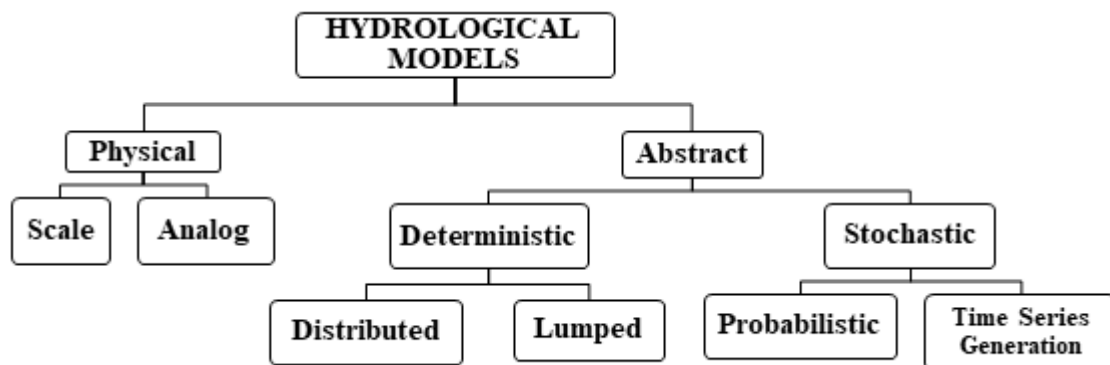 HYDROLOGICAL
MODELS
Physical
Abstract
Scale
Analog
Deterministic
Stochastic
Distributed
Lumped
Probabilistic
Time Series
Generation